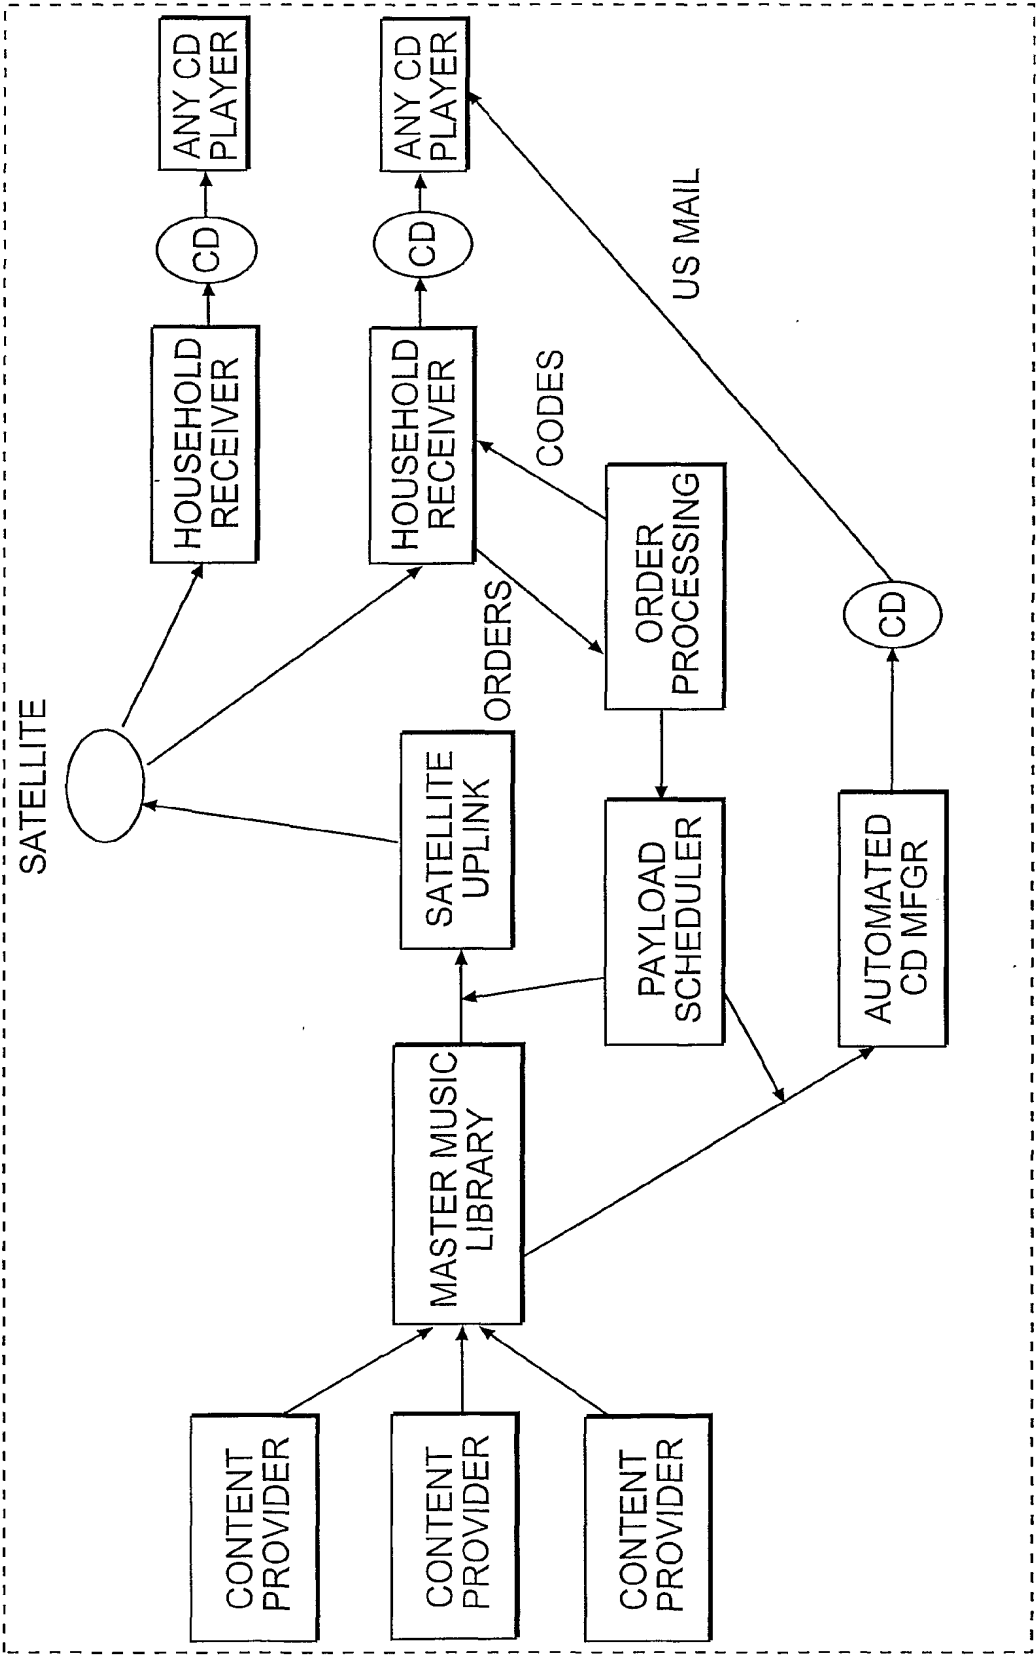 SATELLITE
HOUSEHOLD
RECEIVER
CD
ANY CD
PLAYER
CONTENT
PROVIDER
CONTENT
PROVIDER
CONTENT
PROVIDER
MASTER MUSIC
LIBRARY
SATELLITE
UPLINK
HOUSEHOLD
RECEIVER
CD
ANY CD
PLAYER
ORDERS
CODES
PAYLOAD
SCHEDULER
ORDER
PROCESSING
US MAIL
AUTOMATED
CD MFGR
CD